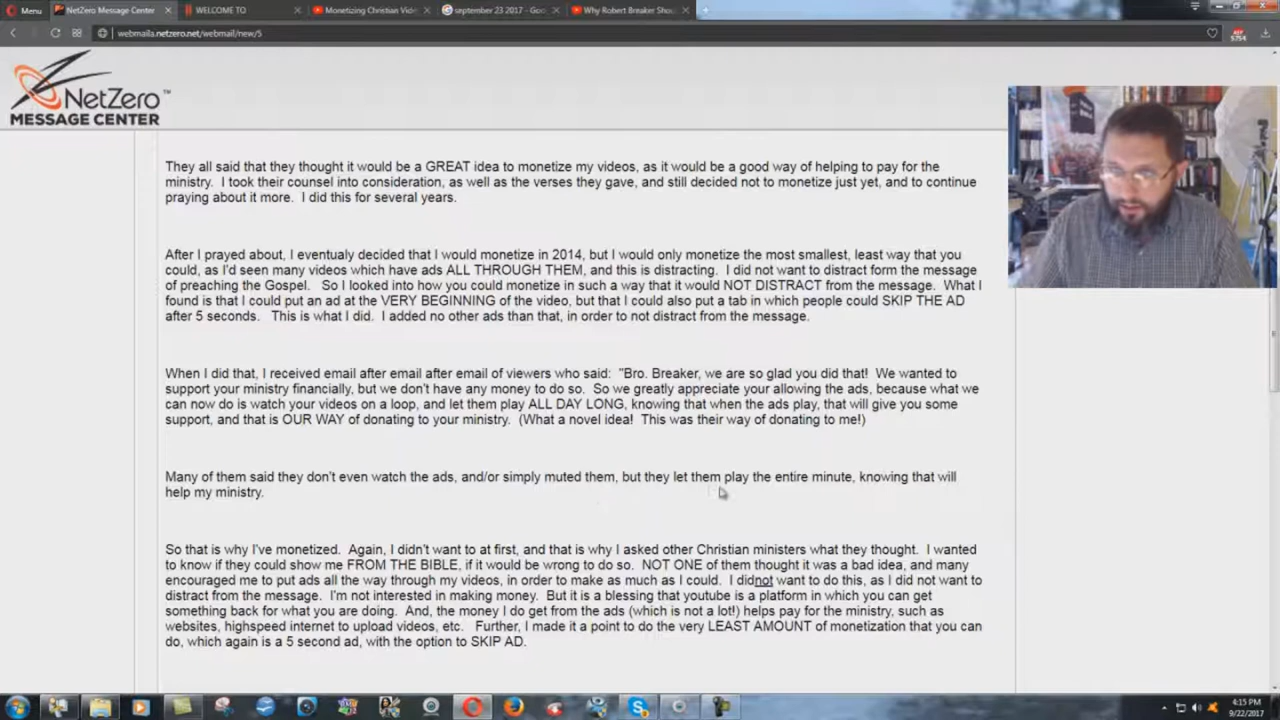 Menu
NetZero Message Center
WELCOME TO
Monetizing Christian Vide
september 23 2017 - Goo
Why Robert Breaker Shou
webmaila.netzero.net/webmail/new/5
NetZero™
MESSAGE CENTER
They all said that they thought it would be a GREAT idea to monetize my videos, as it would be a good way of helping to pay for the
ministry. I took their counsel into consideration, as well as the verses they gave, and still decided not to monetize just yet, and to continue
praying about it more. I did this for several years.
After I prayed about, I eventualy decided that I would monetize in 2014, but I would only monetize the most smallest, least way that you
could, as I'd seen many videos which have ads ALL THROUGH THEM, and this is distracting. I did not want to distract form the message
of preaching the Gospel. So I looked into how you could monetize in such a way that it would NOT DISTRACT from the message. What I
found is that I could put an ad at the VERY BEGINNING of the video, but that I could also put a tab in which people could SKIP THE AD
after 5 seconds. This is what I did. I added no other ads than that, in order to not distract from the message.
When I did that, I received email after email after email of viewers who said: "Bro. Breaker, we are so glad you did that! We wanted to
support your ministry financially, but we don't have any money to do so. So we greatly appreciate your allowing the ads, because what we
can now do is watch your videos on a loop, and let them play ALL DAY LONG, knowing that when the ads play, that will give you some
support, and that is OUR WAY of donating to your ministry. (What a novel idea! This was their way of donating to me!)
Many of them said they don't even watch the ads, and/or simply muted them, but they let them play the entire minute, knowing that will
help my ministry.
So that is why I've monetized. Again, I didn't want to at first, and that is why I asked other Christian ministers what they thought. I wanted
to know if they could show me FROM THE BIBLE, if it would be wrong to do so. NOT ONE of them thought it was a bad idea, and many
encouraged me to put ads all the way through my videos, in order to make as much as I could. I didnot want to do this, as I did not want to
distract from the message. I'm not interested in making money. But it is a blessing that youtube is a platform in which you can get
something back for what you are doing. And, the money I do get from the ads (which is not a lot!) helps pay for the ministry, such as
websites, highspeed internet to upload videos, etc. Further, I made it a point to do the very LEAST AMOUNT of monetization that you can
do, which again is a 5 second ad, with the option to SKIP AD.
4:15 PM
9/22/2017